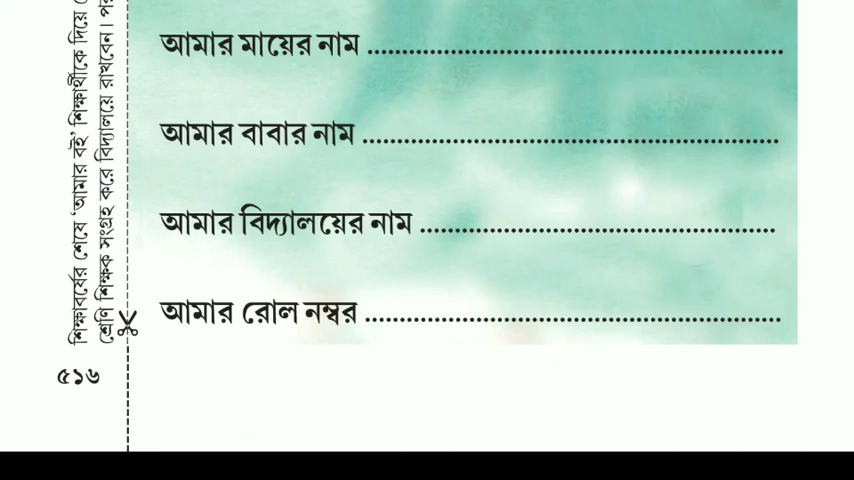 আমার মায়ের নাম ............................................................
আমার বাবার নাম ............................................................
আমার বিদ্যালয়ের নাম ...................................................
আমার রোল নম্বর ............................................................
শিক্ষাবর্ষের শেষে ‘আমার বই’ শিক্ষার্থীকে দিয়ে
শ্রেণি শিক্ষক সংগ্রহ করে বিদ্যালয়ে রাখবেন।
৫১৬